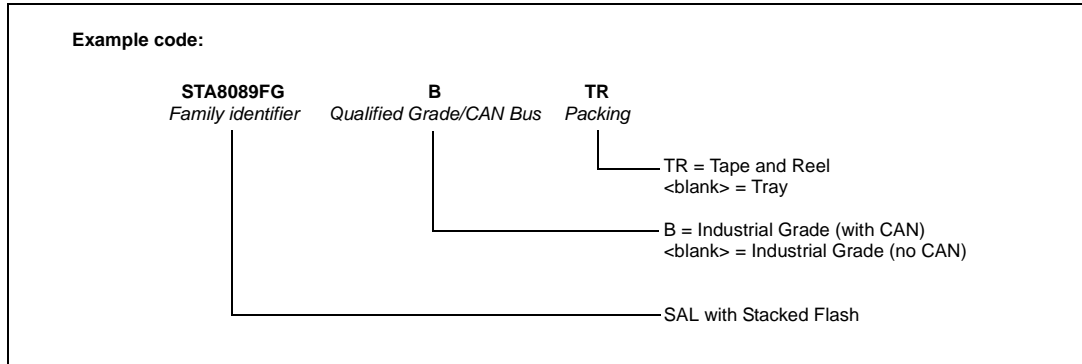 Example code:
STA8089FG B TR
Family identifier Qualified Grade/CAN Bus Packing
TR = Tape and Reel
<blank> = Tray
B = Industrial Grade (with CAN)
<blank> = Industrial Grade (no CAN)
SAL with Stacked Flash